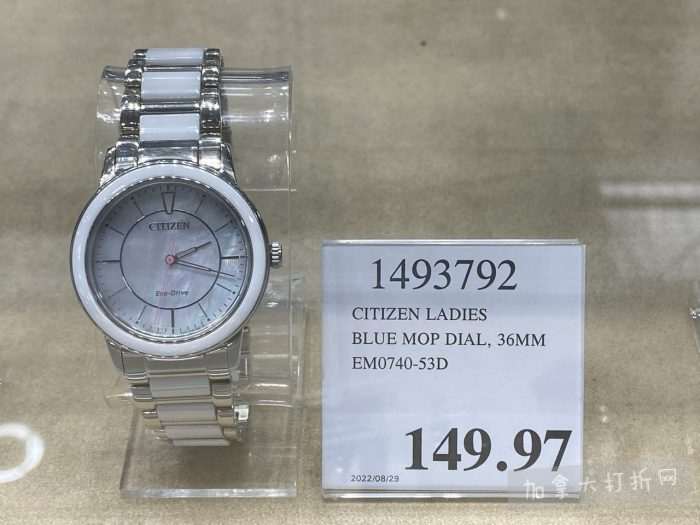 CITIZEN
Eco-Drive
1493792
CITIZEN LADIES
BLUE MOP DIAL, 36MM
EM0740-53D
149.97
2022/08/29
加拿大打折网